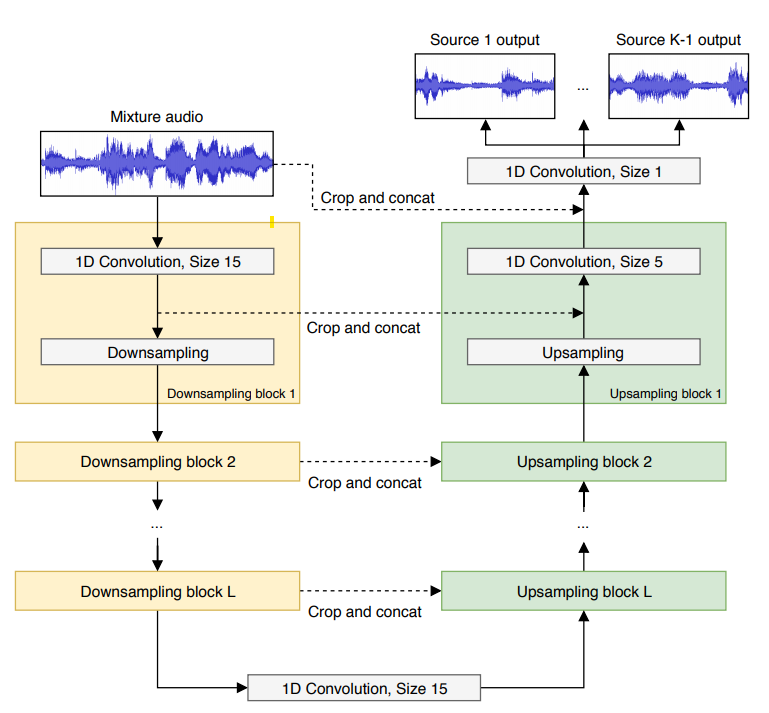 Source 1 output
Source K-1 output
...
Mixture audio
1D Convolution, Size 1
Crop and concat
1D Convolution, Size 15
1D Convolution, Size 5
Crop and concat
Downsampling
Upsampling
Downsampling block 1
Upsampling block 1
Downsampling block 2
Upsampling block 2
Crop and concat
...
...
Downsampling block L
Upsampling block L
Crop and concat
1D Convolution, Size 15